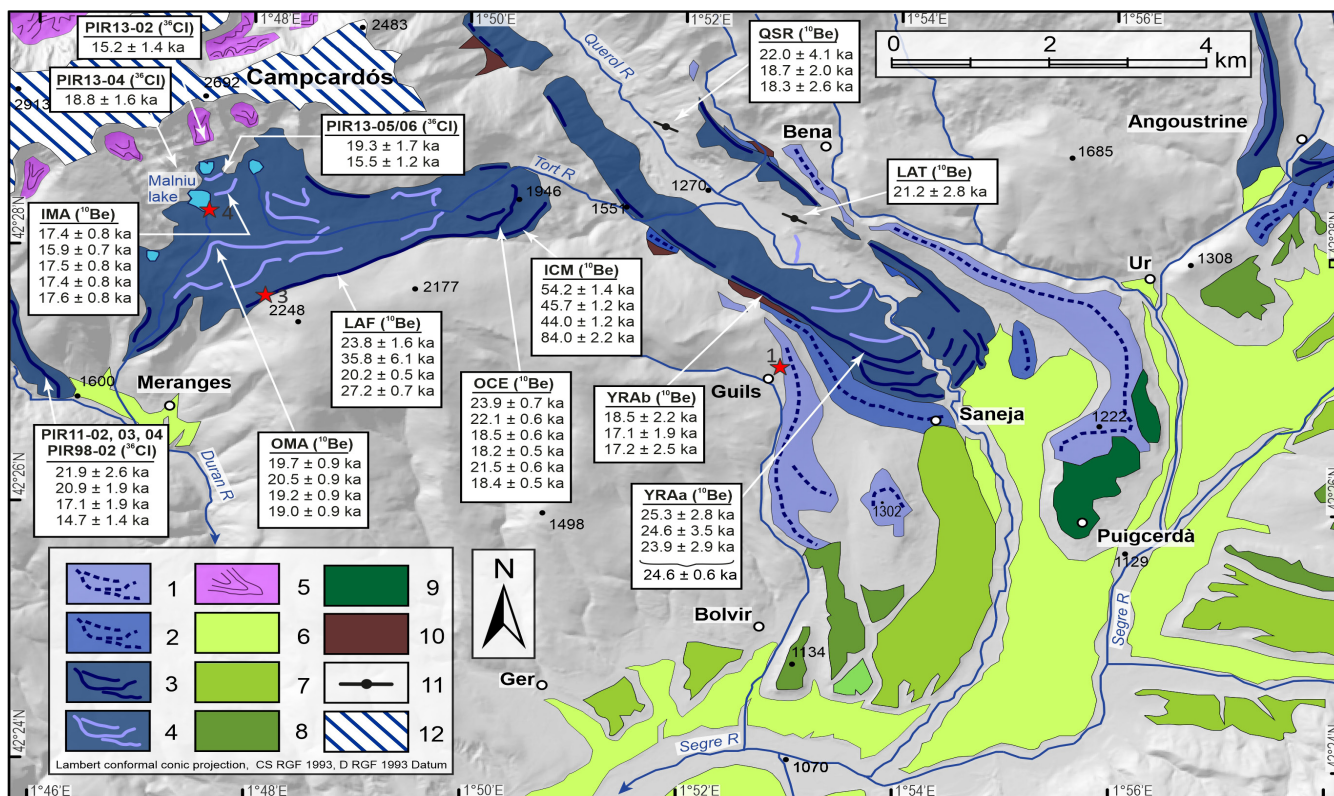 1°48'E
1°50'E
1°52'E
1°54'E
1°56'E
PIR13-02 (³⁶Cl)
15.2 ± 1.4 ka
2483
QSR (¹⁰Be)
22.0 ± 4.1 ka
18.7 ± 2.0 ka
18.3 ± 2.6 ka
0
2
4
km
Querol R
PIR13-04 (³⁶Cl)
18.8 ± 1.6 ka
2692
Campcardós
2913
PIR13-05/06 (³⁶Cl)
19.3 ± 1.7 ka
15.5 ± 1.2 ka
Bena
Angoustrine
1685
Tort R
LAT (¹⁰Be)
21.2 ± 2.8 ka
Malniu
lake
4
1946
1270
1551
42°28'N
42°28'N
IMA (¹⁰Be)
17.4 ± 0.8 ka
15.9 ± 0.7 ka
17.5 ± 0.8 ka
17.4 ± 0.8 ka
17.6 ± 0.8 ka
ICM (¹⁰Be)
54.2 ± 1.4 ka
45.7 ± 1.2 ka
44.0 ± 1.2 ka
84.0 ± 2.2 ka
Ur
1308
3
2177
2248
LAF (¹⁰Be)
23.8 ± 1.6 ka
35.8 ± 6.1 ka
20.2 ± 0.5 ka
27.2 ± 0.7 ka
1
Guils
1600
Meranges
OCE (¹⁰Be)
23.9 ± 0.7 ka
22.1 ± 0.6 ka
18.5 ± 0.6 ka
18.2 ± 0.5 ka
21.5 ± 0.6 ka
18.4 ± 0.5 ka
YRAb (¹⁰Be)
18.5 ± 2.2 ka
17.1 ± 1.9 ka
17.2 ± 2.5 ka
Saneja
1222
PIR11-02, 03, 04
PIR98-02 (³⁶Cl)
21.9 ± 2.6 ka
20.9 ± 1.9 ka
17.1 ± 1.9 ka
14.7 ± 1.4 ka
OMA (¹⁰Be)
19.7 ± 0.9 ka
20.5 ± 0.9 ka
19.2 ± 0.9 ka
19.0 ± 0.9 ka
Duran R
42°26'N
42°26'N
YRAa (¹⁰Be)
25.3 ± 2.8 ka
24.6 ± 3.5 ka
23.9 ± 2.9 ka
24.6 ± 0.6 ka
1302
1498
Puigcerdà
1129
N
1
5
9
2
6
10
3
7
11
4
8
12
Lambert conformal conic projection, CS RGF 1993, D RGF 1993 Datum
Bolvir
Ger
1134
Segre R
Segre R
1070
42°24'N
42°24'N
1°46'E
1°48'E
1°52'E
1°54'E
1°56'E